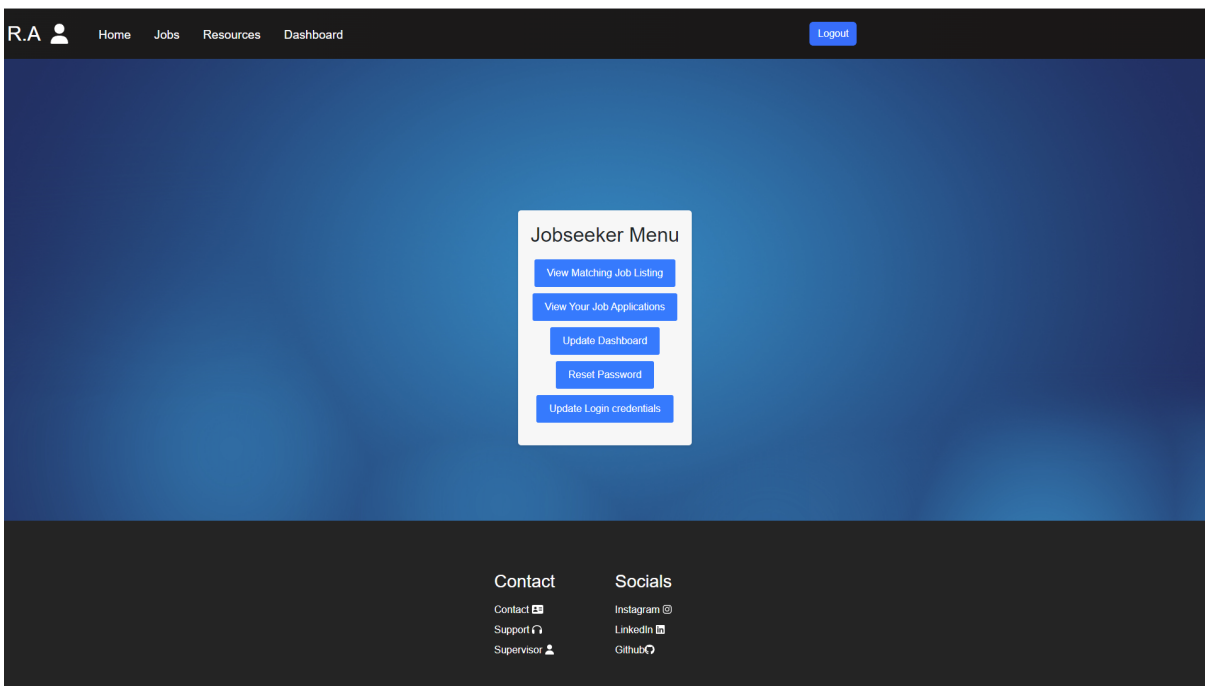 R.A Home Jobs Resources Dashboard Logout
Jobseeker Menu
View Matching Job Listing
View Your Job Applications
Update Dashboard
Reset Password
Update Login credentials
Contact
Contact
Support
Supervisor
Socials
Instagram
LinkedIn
Github